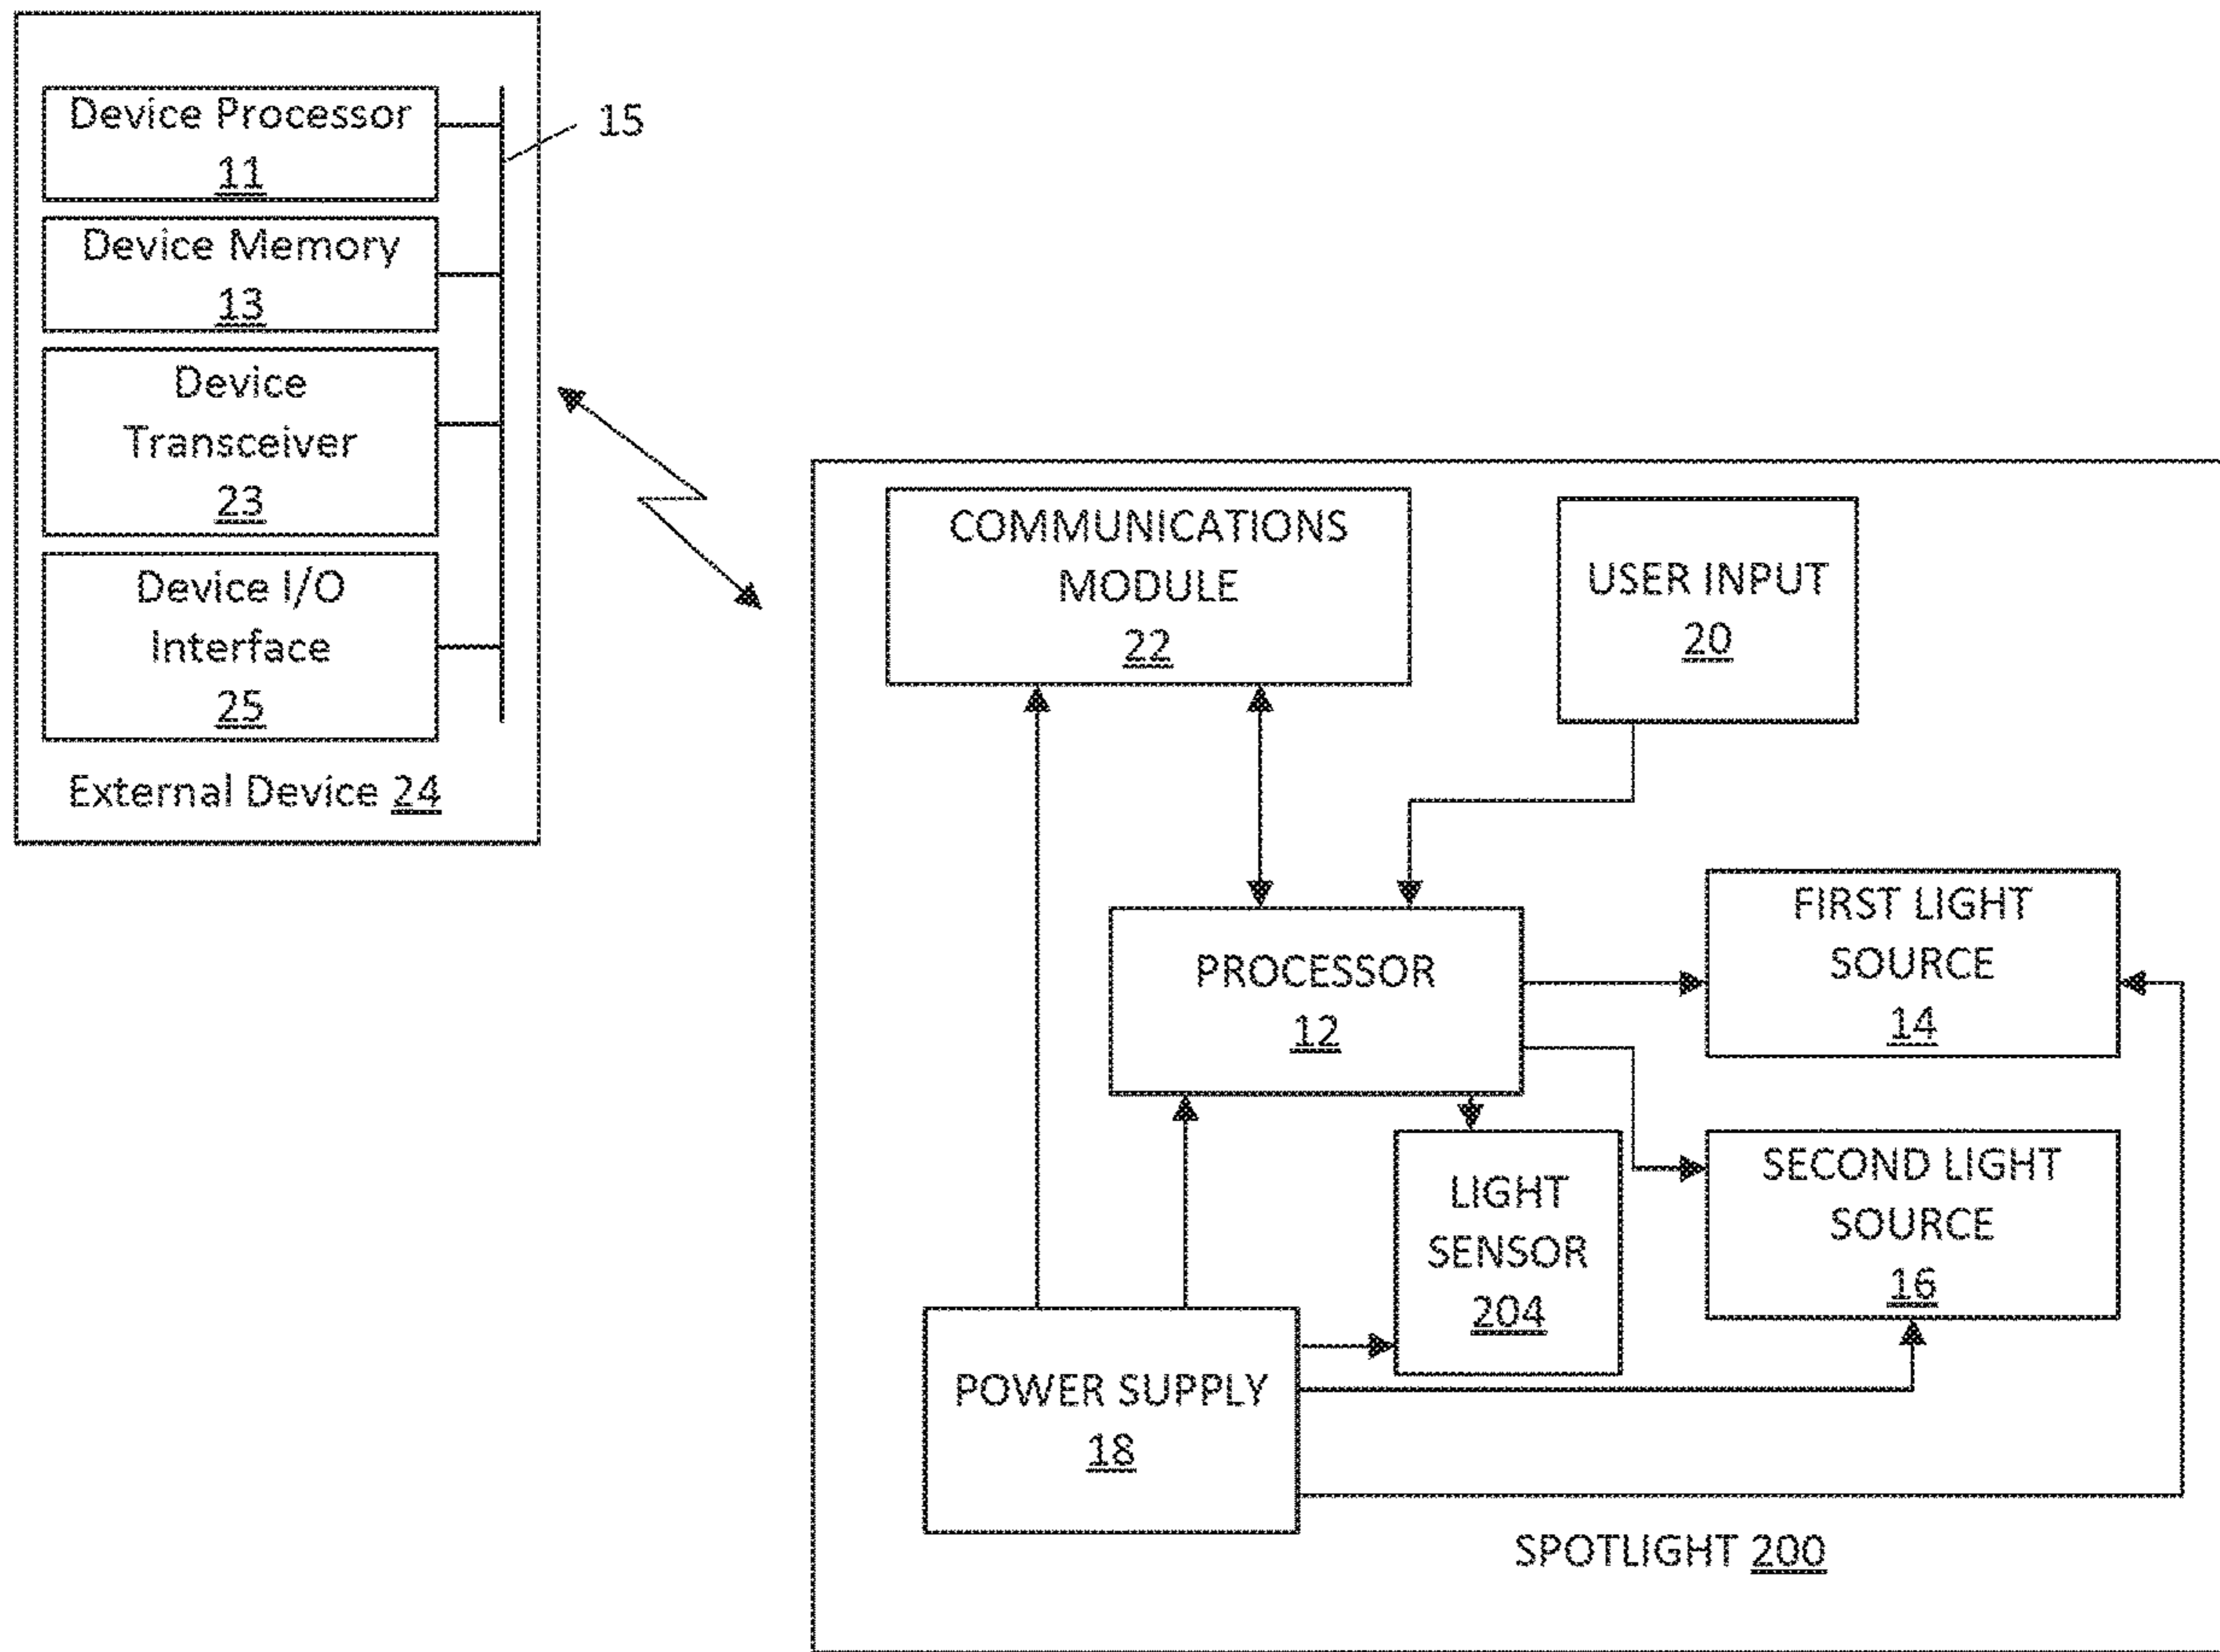 Device Processor
11
15
Device Memory
13
Device
Transceiver
23
Device I/O
Interface
25
External Device 24
COMMUNICATIONS
MODULE
22
USER INPUT
20
PROCESSOR
12
FIRST LIGHT
SOURCE
14
LIGHT
SENSOR
204
SECOND LIGHT
SOURCE
16
POWER SUPPLY
18
SPOTLIGHT 200